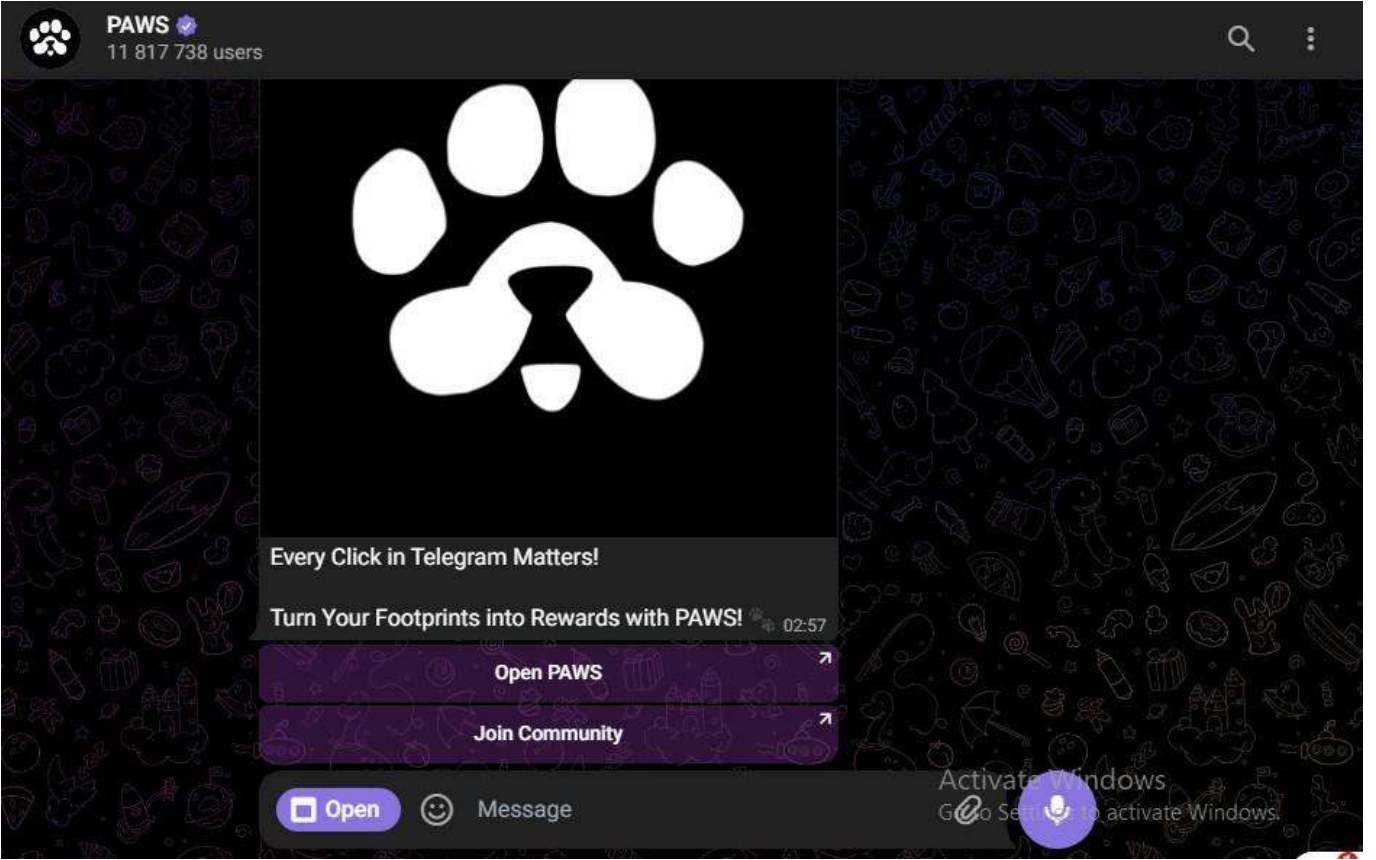 PAWS
11 817 738 users
Every Click in Telegram Matters!
Turn Your Footprints into Rewards with PAWS! 🐾 02:57
Open PAWS
Join Community
Open Message
Activate Windows
Go to Settings to activate Windows.